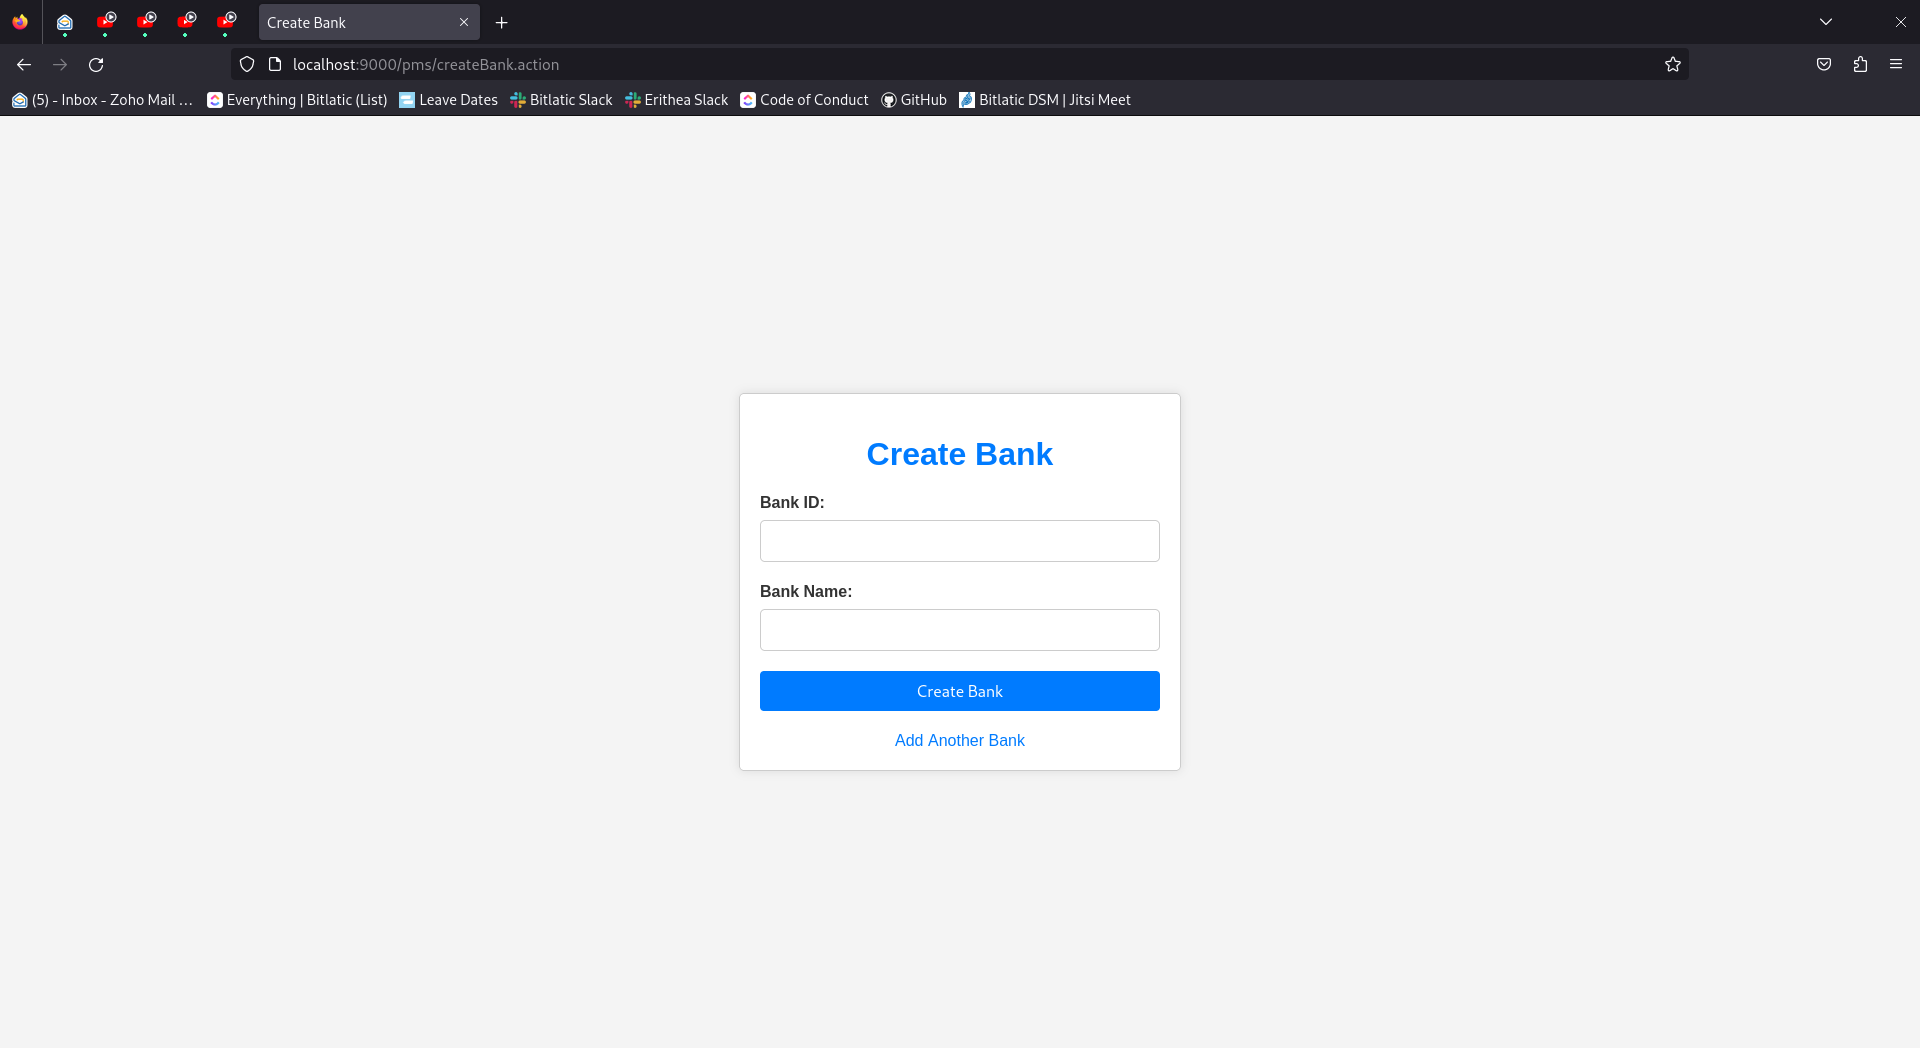 Create Bank
localhost:9000/pms/createBank.action
(5) - Inbox - Zoho Mail ... Everything | Bitlatic (List) Leave Dates Bitlatic Slack Erithea Slack Code of Conduct GitHub Bitlatic DSM | Jitsi Meet
Create Bank
Bank ID:
Bank Name:
Create Bank
Add Another Bank